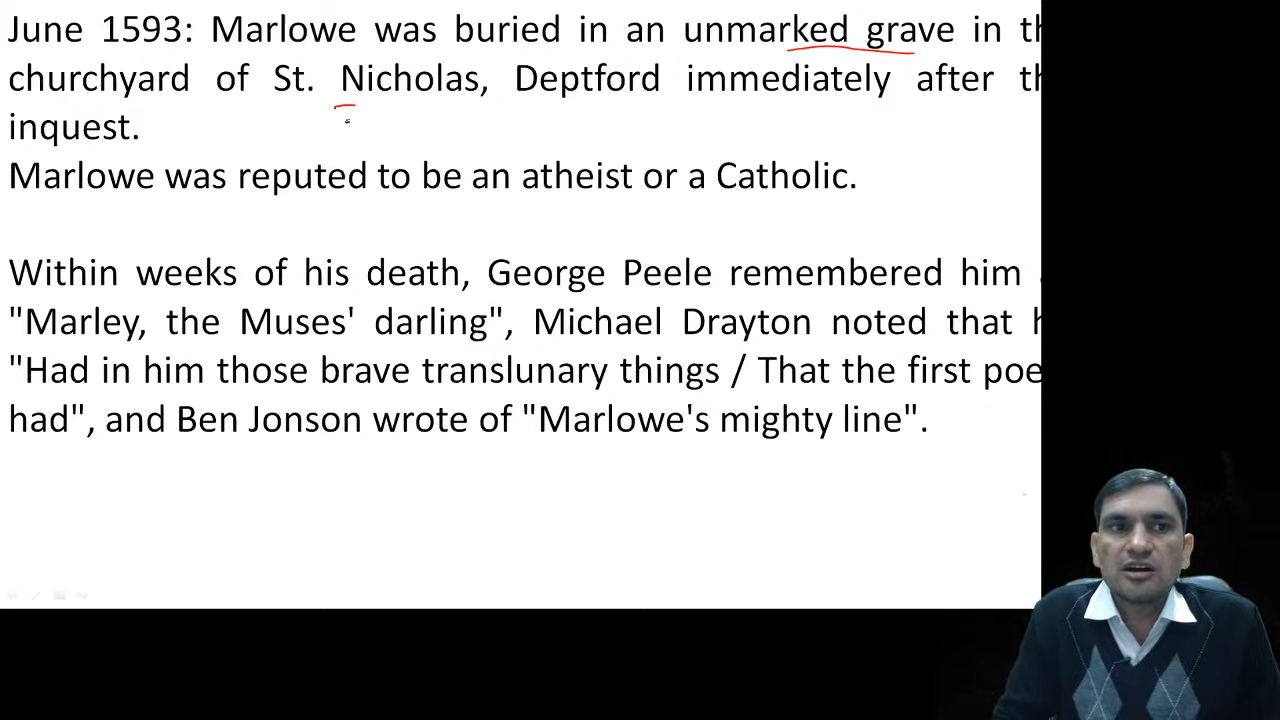 June 1593: Marlowe was buried in an unmarked grave in
churchyard of St. Nicholas, Deptford immediately after
inquest.
Marlowe was reputed to be an atheist or a Catholic.
Within weeks of his death, George Peele remembered him
"Marley, the Muses' darling", Michael Drayton noted that
"Had in him those brave translunary things / That the first
had", and Ben Jonson wrote of "Marlowe's mighty line".